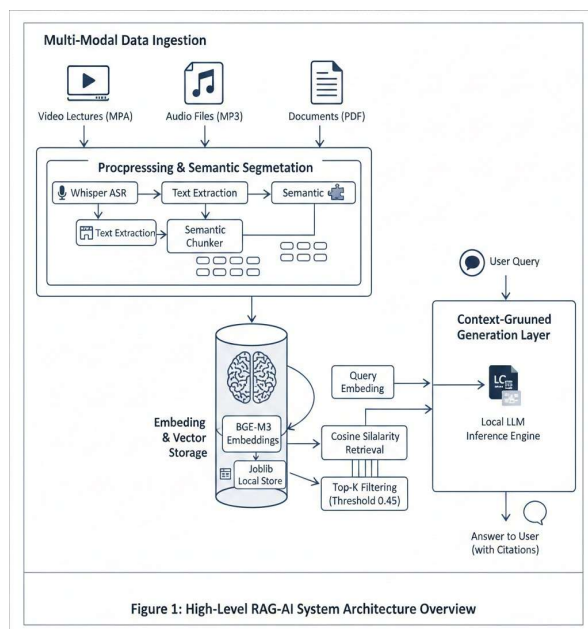 Multi-Modal Data Ingestion
Video Lectures (MPA)
Audio Files (MP3)
Documents (PDF)
Procpresssing & Semantic Segmetation
Whisper ASR
Text Extraction
Semantic
Text Extraction
Semantic
Chunker
User Query
Context-Gruuned
Generation Layer
LC
Local LLM
Inference Engine
Query
Embeding
Embeding
& Vector
Storage
BGE-M3
Embeddings
Cosine Silalarity
Retrieval
Joblib
Local Store
Top-K Filtering
(Threshold 0.45)
Answer to User
(with Citations)
Figure 1: High-Level RAG-AI System Architecture Overview